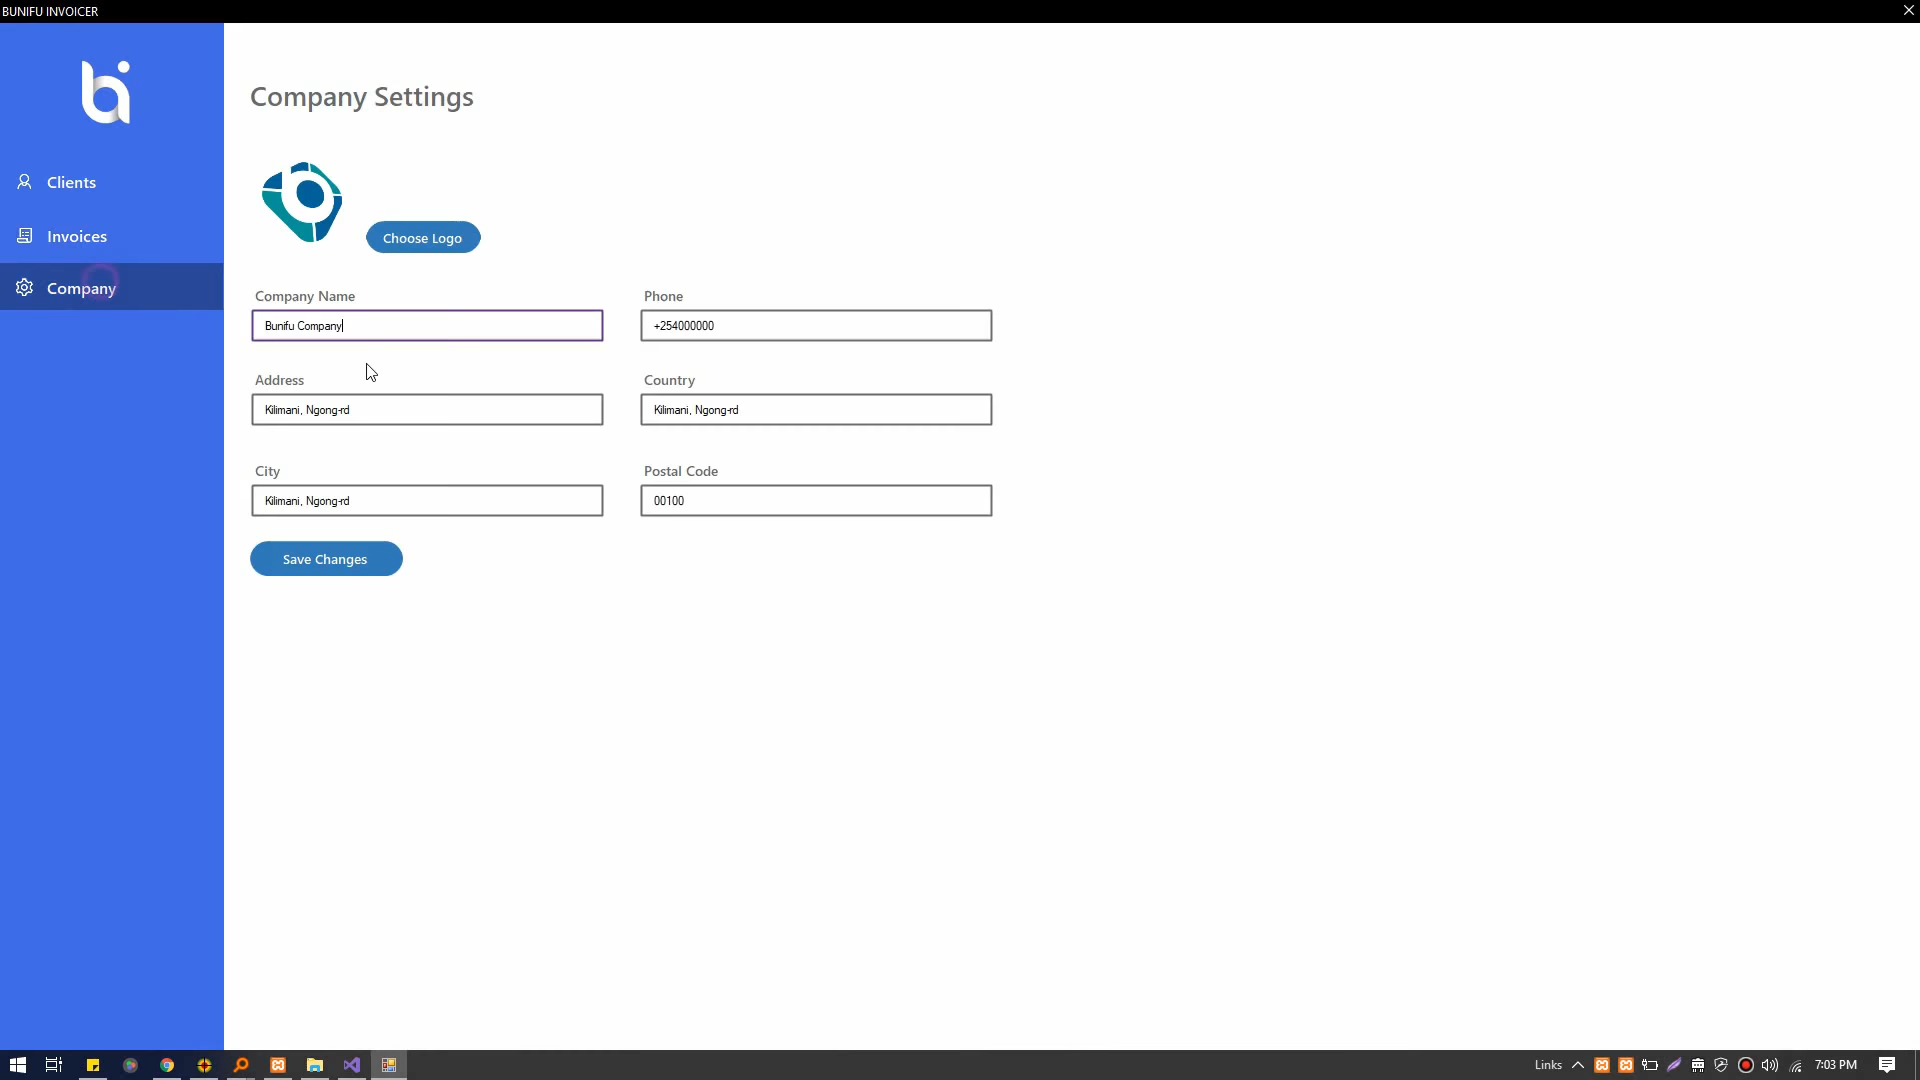 BUNIFU INVOICER
Clients
Invoices
Company
Company Settings
Choose Logo
Company Name
Phone
Bunifu Company
+254000000
Address
Country
Kilimani, Ngong-rd
Kilimani, Ngong-rd
City
Postal Code
Kilimani, Ngong-rd
00100
Save Changes
Links
7:03 PM